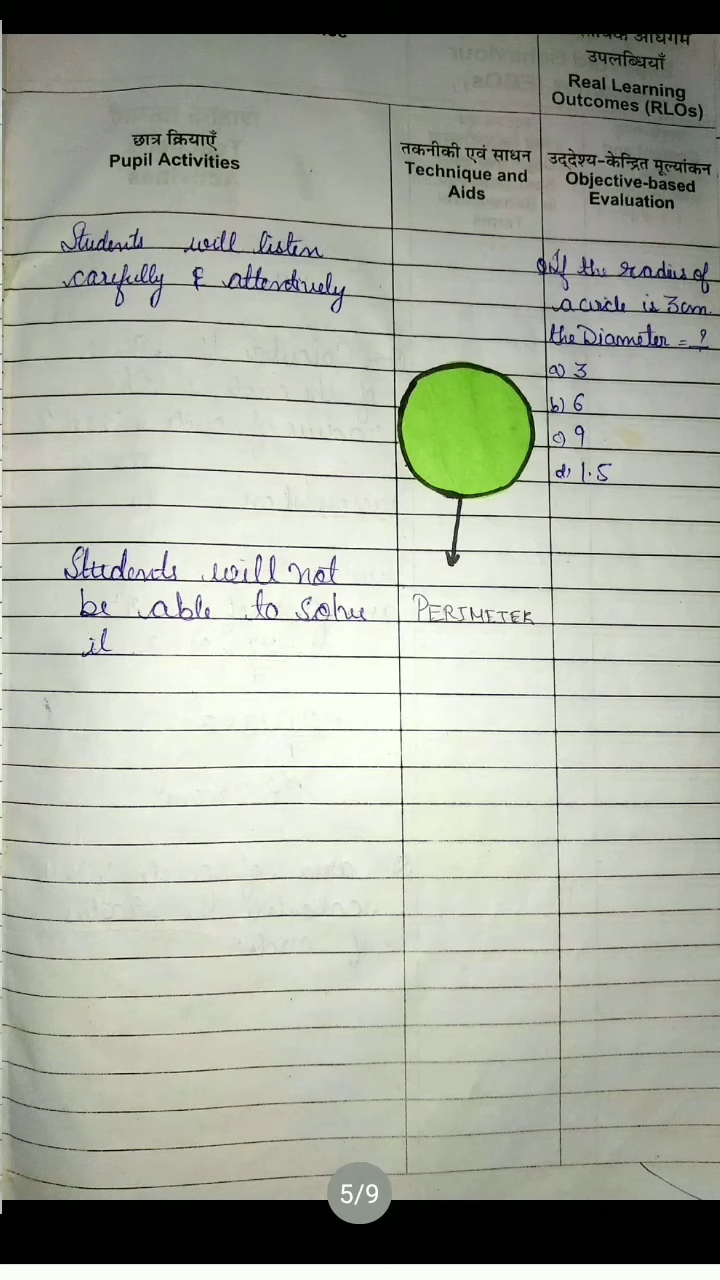 उपलब्धियाँ
Real Learning
Outcomes (RLOs)
छात्र क्रियाएँ
Pupil Activities
तकनीकी एवं साधन
Technique and
Aids
उद्देश्य-केन्द्रित मूल्यांकन
Objective-based
Evaluation
Students will listen
carefully & attentively
Q. If the radius of
a circle is 3cm.
the Diameter = ?
a) 3
b) 6
c) 9
d) 1.5
Students will not
be able to solve
it
PERIMETER
5/9